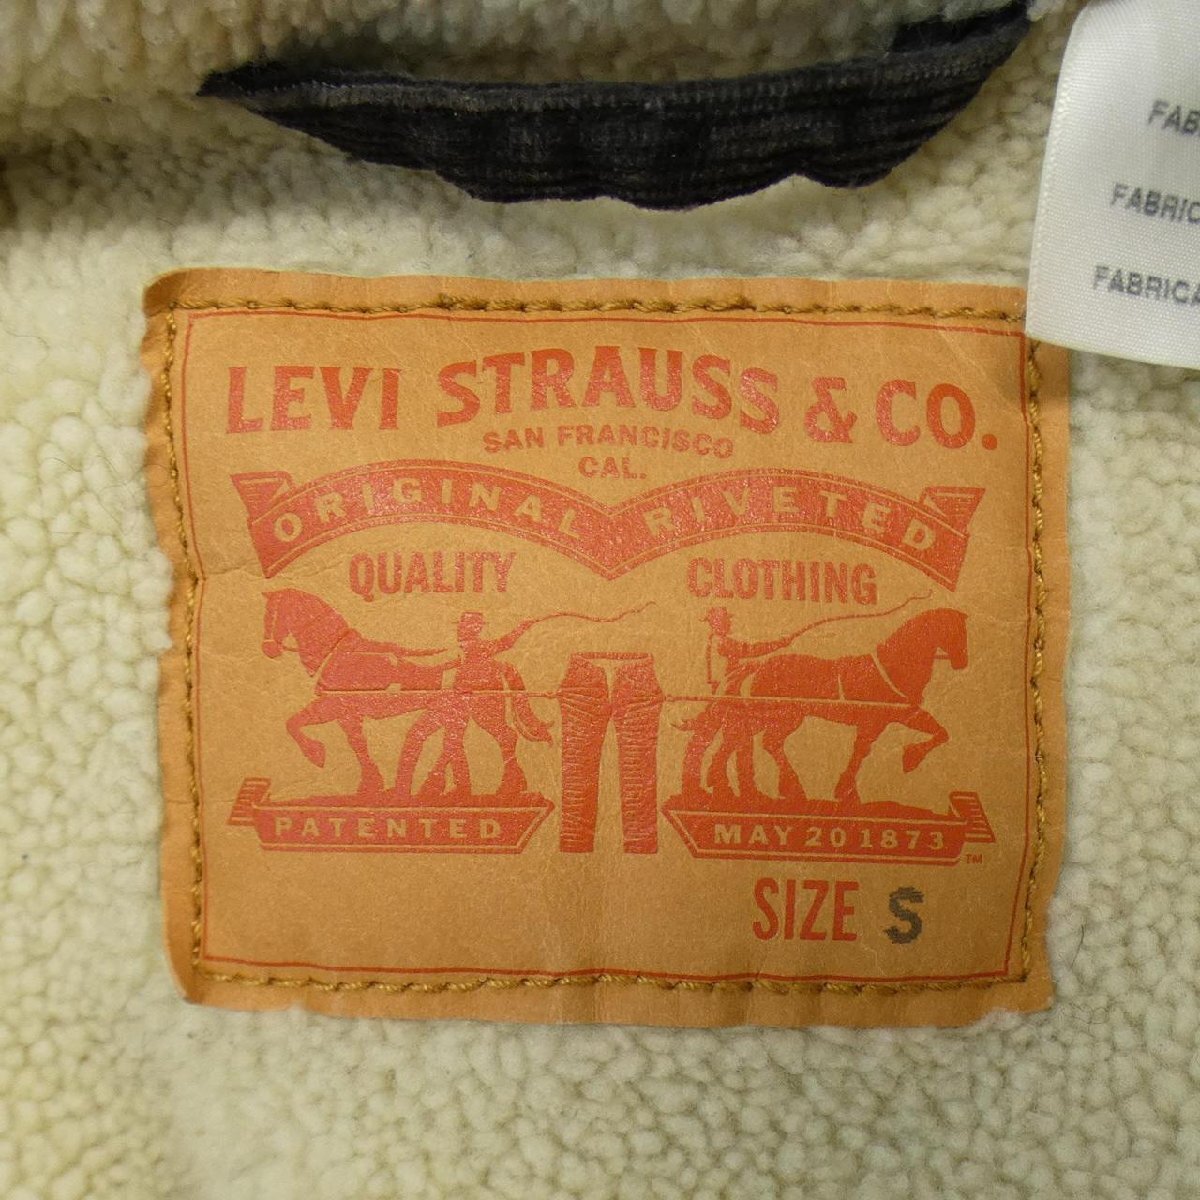 LEVI STRAUSS & CO.
SAN FRANCISCO
CAL.
ORIGINAL RIVETED
QUALITY CLOTHING
PATENTED MAY 20 1873
TM
SIZE S
FAB
FABRIC
FABRICA